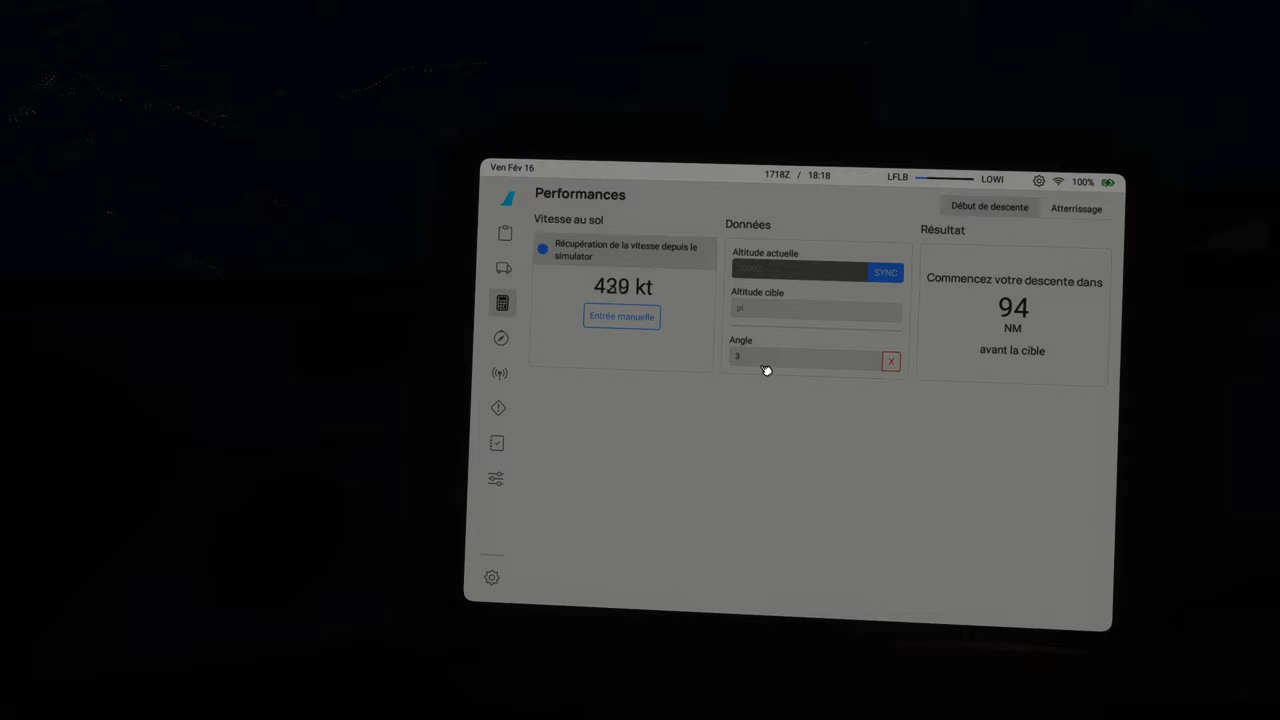 Ven Fév 16
1718Z / 18:18
LFLB
LOWI
100%
Performances
Début de descente
Atterrissage
Vitesse au sol
Récupération de la vitesse depuis le
simulator
kt
Entrée manuelle
Données
Altitude actuelle
SYNC
Altitude cible
pi
Angle
3
X
Résultat
Commencez votre descente dans
94
NM
avant la cible